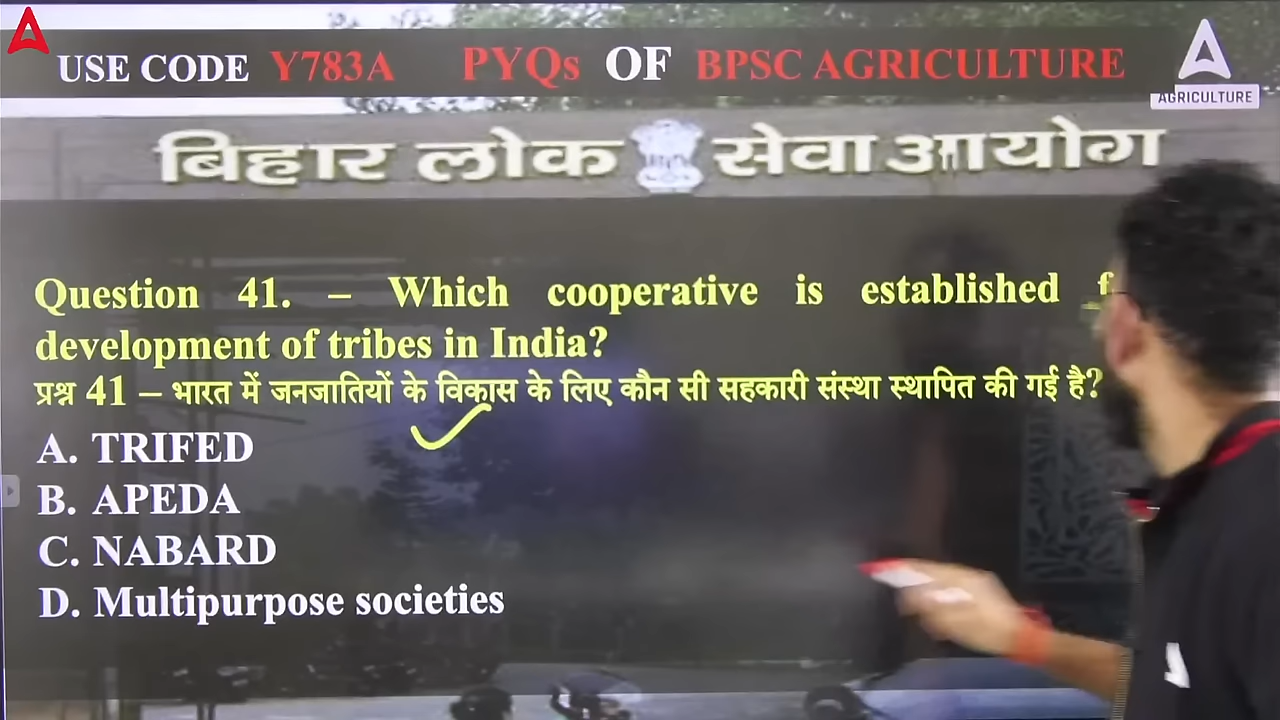 USE CODE Y783A PYQs OF BPSC AGRICULTURE
AGRICULTURE
बिहार लोक सेवा आयोग
Question 41. – Which cooperative is established
development of tribes in India?
प्रश्न 41 – भारत में जनजातियों के विकास के लिए कौन सी सहकारी संस्था स्थापित की गई है?
A. TRIFED
B. APEDA
C. NABARD
D. Multipurpose societies